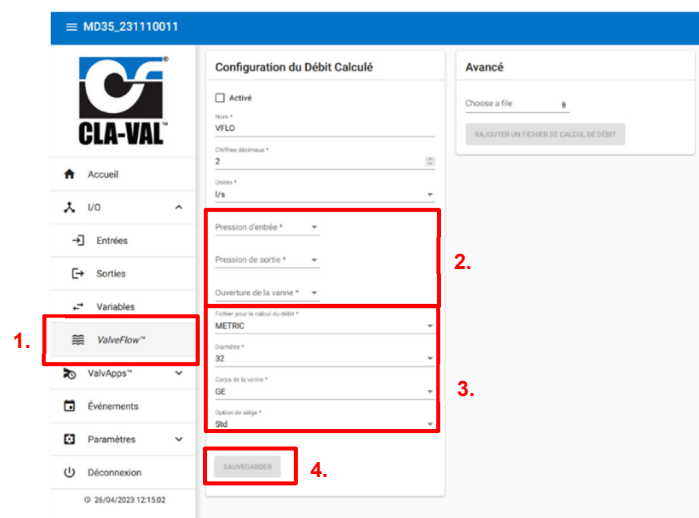 MD35_231110011
CLA-VAL
Accueil
I/O
Entrées
Sorties
Variables
1.
ValveFlow™
ValvApps™
Événements
Paramètres
Déconnexion
26/04/2023 12:15:02
Configuration du Débit Calculé
Activé
Nom *
VFLO
Chiffres décimaux *
2
Unités *
l/s
Pression d'entrée *
Pression de sortie *
Ouverture de la vanne *
2.
Fichier pour le calcul du débit *
METRIC
Diamètre *
32
Corps de la vanne *
GE
Option de siège *
Std
3.
SAUVEGARDER
4.
Avancé
Choose a file
RAJOUTER UN FICHIER DE CALCUL DE DÉBIT